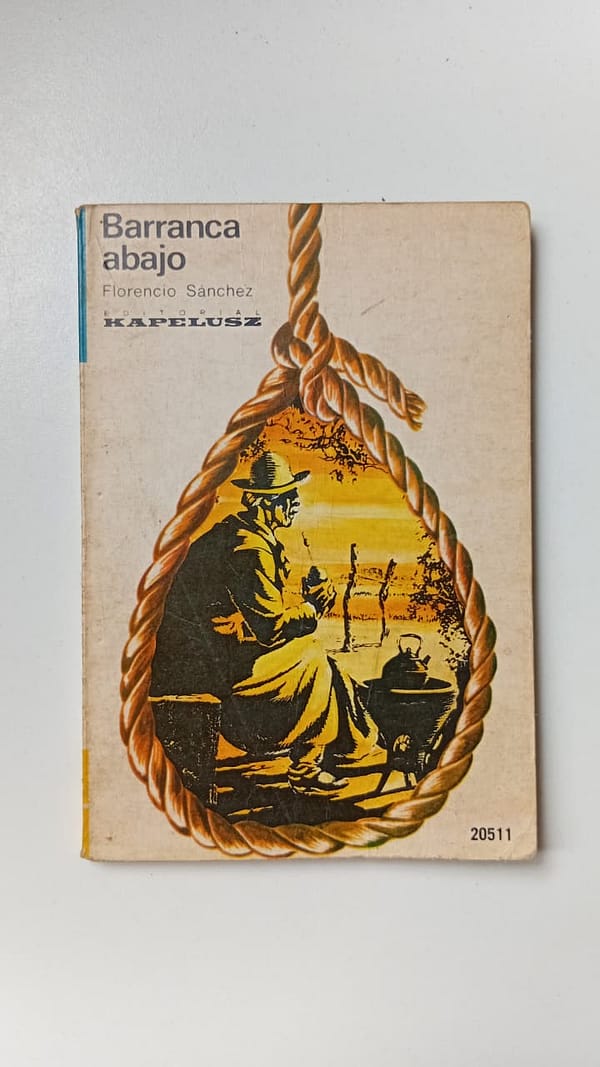 Barranca
abajo
Florencio Sánchez
EDITORIAL
KAPELUSZ
20511